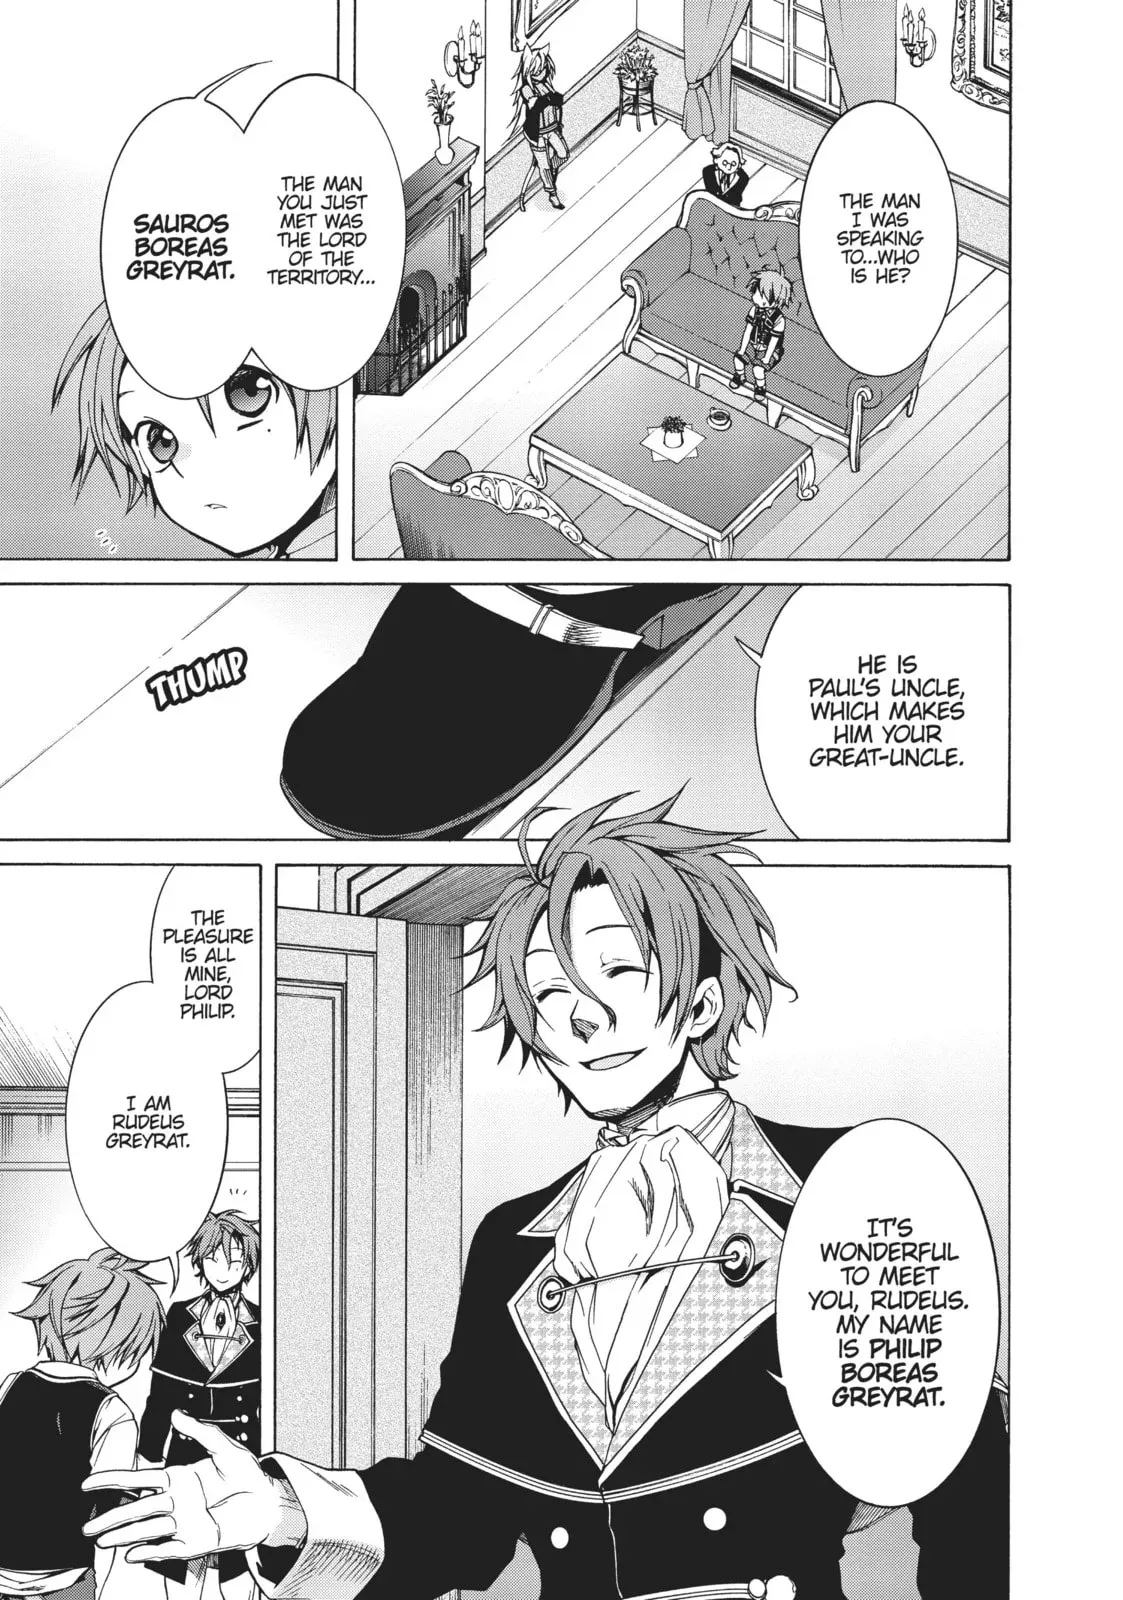 THE MAN
I WAS
SPEAKING
TO...WHO
IS HE?
THE MAN
YOU JUST
MET WAS
THE LORD
OF THE
TERRITORY...
SAUROS
BOREAS
GREYRAT.
HE IS
PAUL'S UNCLE,
WHICH MAKES
HIM YOUR
GREAT-UNCLE.
THUMP
IT'S
WONDERFUL
TO MEET
YOU, RUDEUS.
MY NAME
IS PHILIP
BOREAS
GREYRAT.
THE
PLEASURE
IS ALL
MINE,
LORD
PHILIP.
I AM
RUDEUS
GREYRAT.